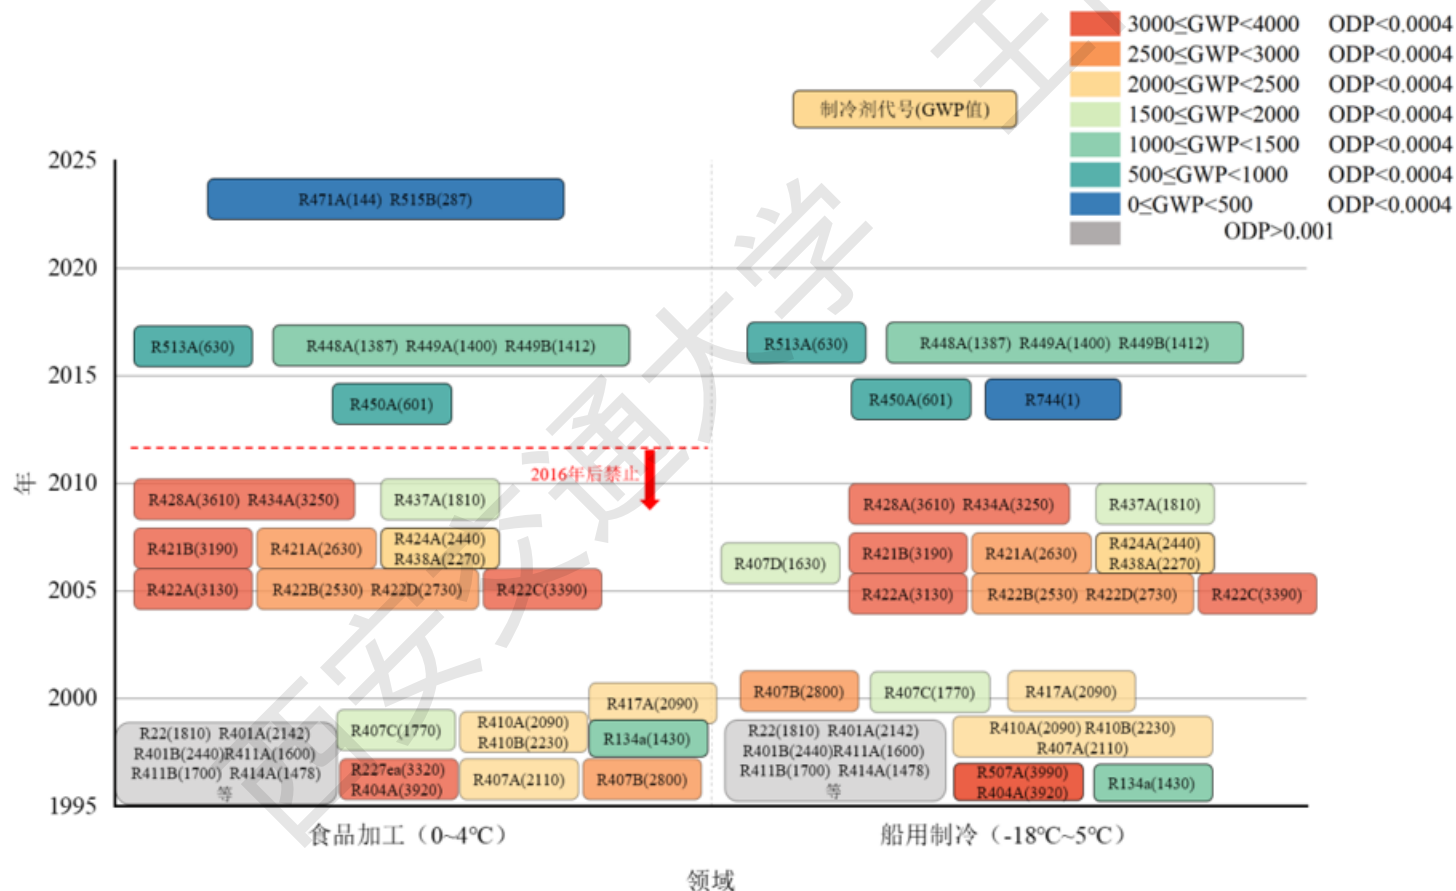 3000≤GWP<4000 ODP<0.0004
2500≤GWP<3000 ODP<0.0004
2000≤GWP<2500 ODP<0.0004
1500≤GWP<2000 ODP<0.0004
1000≤GWP<1500 ODP<0.0004
500≤GWP<1000 ODP<0.0004
0≤GWP<500 ODP<0.0004
ODP>0.001
制冷剂代号(GWP值)
年
2025
2020
2015
2010
2005
2000
1995
R471A(144) R515B(287)
R513A(630)
R448A(1387) R449A(1400) R449B(1412)
R450A(601)
2016年后禁止
R428A(3610) R434A(3250)
R437A(1810)
R421B(3190)
R421A(2630)
R424A(2440)
R438A(2270)
R422A(3130)
R422B(2530) R422D(2730)
R422C(3390)
R417A(2090)
R22(1810) R401A(2142)
R401B(2440)R411A(1600)
R411B(1700) R414A(1478)
等
R407C(1770)
R410A(2090)
R410B(2230)
R134a(1430)
R227ea(3320)
R404A(3920)
R407A(2110)
R407B(2800)
R513A(630)
R448A(1387) R449A(1400) R449B(1412)
R450A(601)
R744(1)
R428A(3610) R434A(3250)
R437A(1810)
R407D(1630)
R421B(3190)
R421A(2630)
R424A(2440)
R438A(2270)
R422A(3130)
R422B(2530) R422D(2730)
R422C(3390)
R407B(2800)
R407C(1770)
R417A(2090)
R22(1810) R401A(2142)
R401B(2440)R411A(1600)
R411B(1700) R414A(1478)
等
R410A(2090) R410B(2230)
R407A(2110)
R507A(3990)
R404A(3920)
R134a(1430)
食品加工（0~4℃）
船用制冷（-18℃~5℃）
领域
西安交通大学